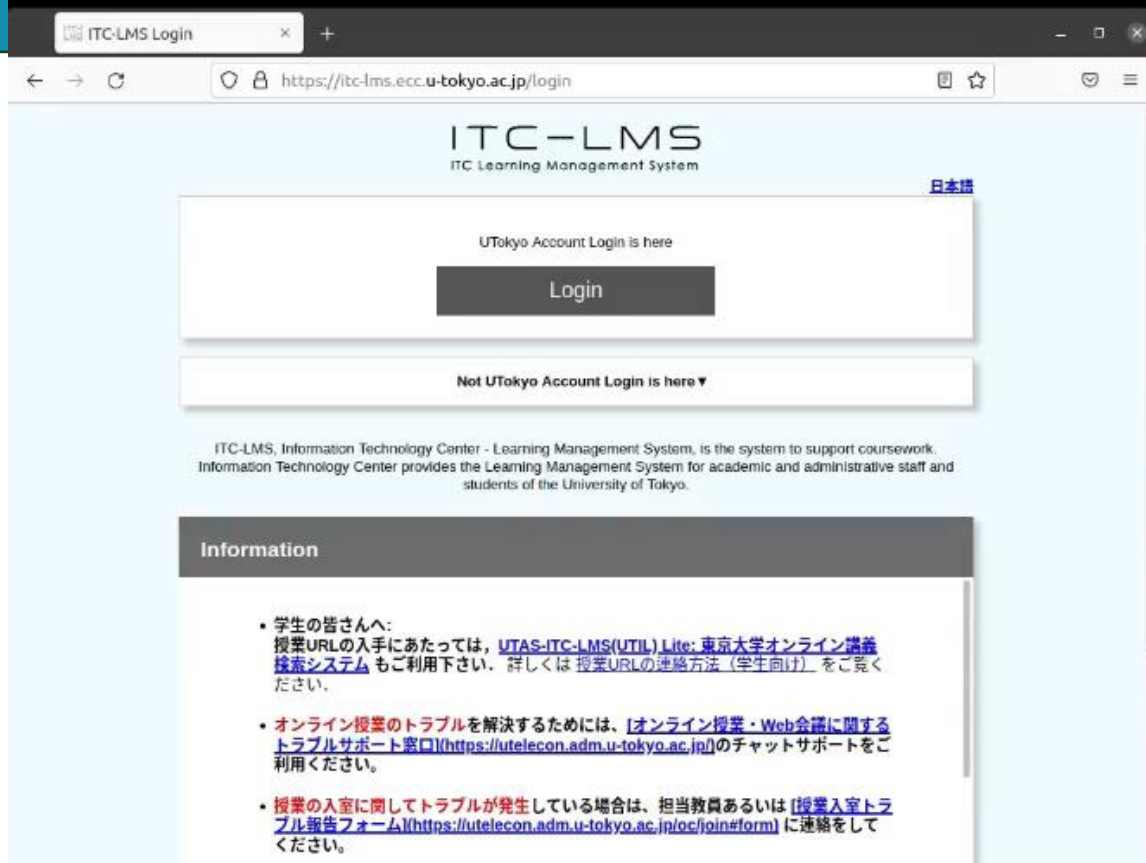 ITC-LMS Login
https://itc-lms.ecc.u-tokyo.ac.jp/login
ITC-LMS
ITC Learning Management System
日本語
UTokyo Account Login is here
Login
Not UTokyo Account Login is here▼
ITC-LMS, Information Technology Center - Learning Management System, is the system to support coursework.
Information Technology Center provides the Learning Management System for academic and administrative staff and
students of the University of Tokyo.
Information
• 学生の皆さんへ:
授業URLの入手にあたっては，UTAS-ITC-LMS(UTIL) Lite: 東京大学オンライン講義
検索システム もご利用下さい． 詳しくは 授業URLの連絡方法（学生向け） をご覧く
ださい．
• オンライン授業のトラブルを解決するためには、[オンライン授業・Web会議に関する
トラブルサポート窓口](https://utelecon.adm.u-tokyo.ac.jp/)のチャットサポートをご
利用ください。
• 授業の入室に関してトラブルが発生している場合は、担当教員あるいは [授業入室トラ
ブル報告フォーム](https://utelecon.adm.u-tokyo.ac.jp/oc/join#form) に連絡をして
ください。